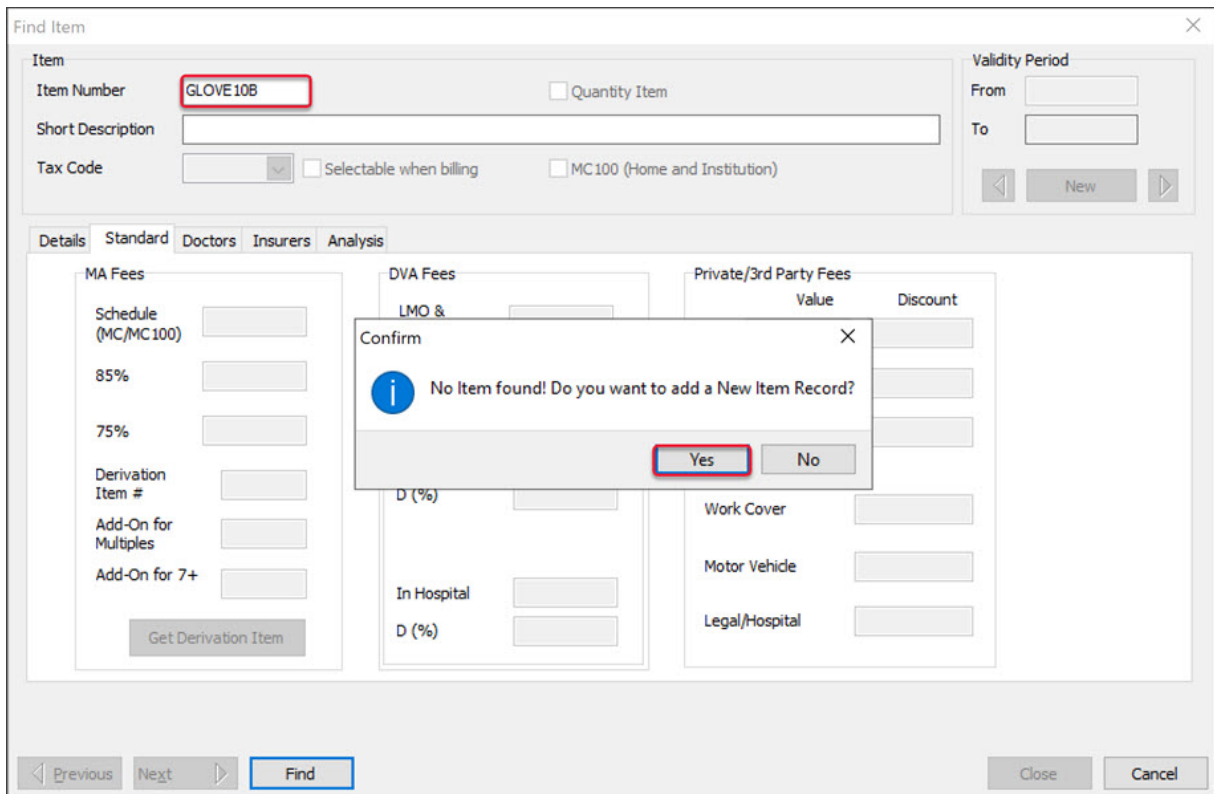 Find Item
Item
Item Number GLOVE10B Quantity Item
Short Description
Tax Code Selectable when billing MC100 (Home and Institution)
Validity Period
From
To
New
Details Standard Doctors Insurers Analysis
MA Fees
Schedule
(MC/MC100)
85%
75%
Derivation
Item #
Add-On for
Multiples
Add-On for 7+
Get Derivation Item
DVA Fees
LMO &
D (%)
In Hospital
D (%)
Private/3rd Party Fees
Value Discount
Work Cover
Motor Vehicle
Legal/Hospital
Confirm
No Item found! Do you want to add a New Item Record?
Yes No
Previous Next Find Close Cancel